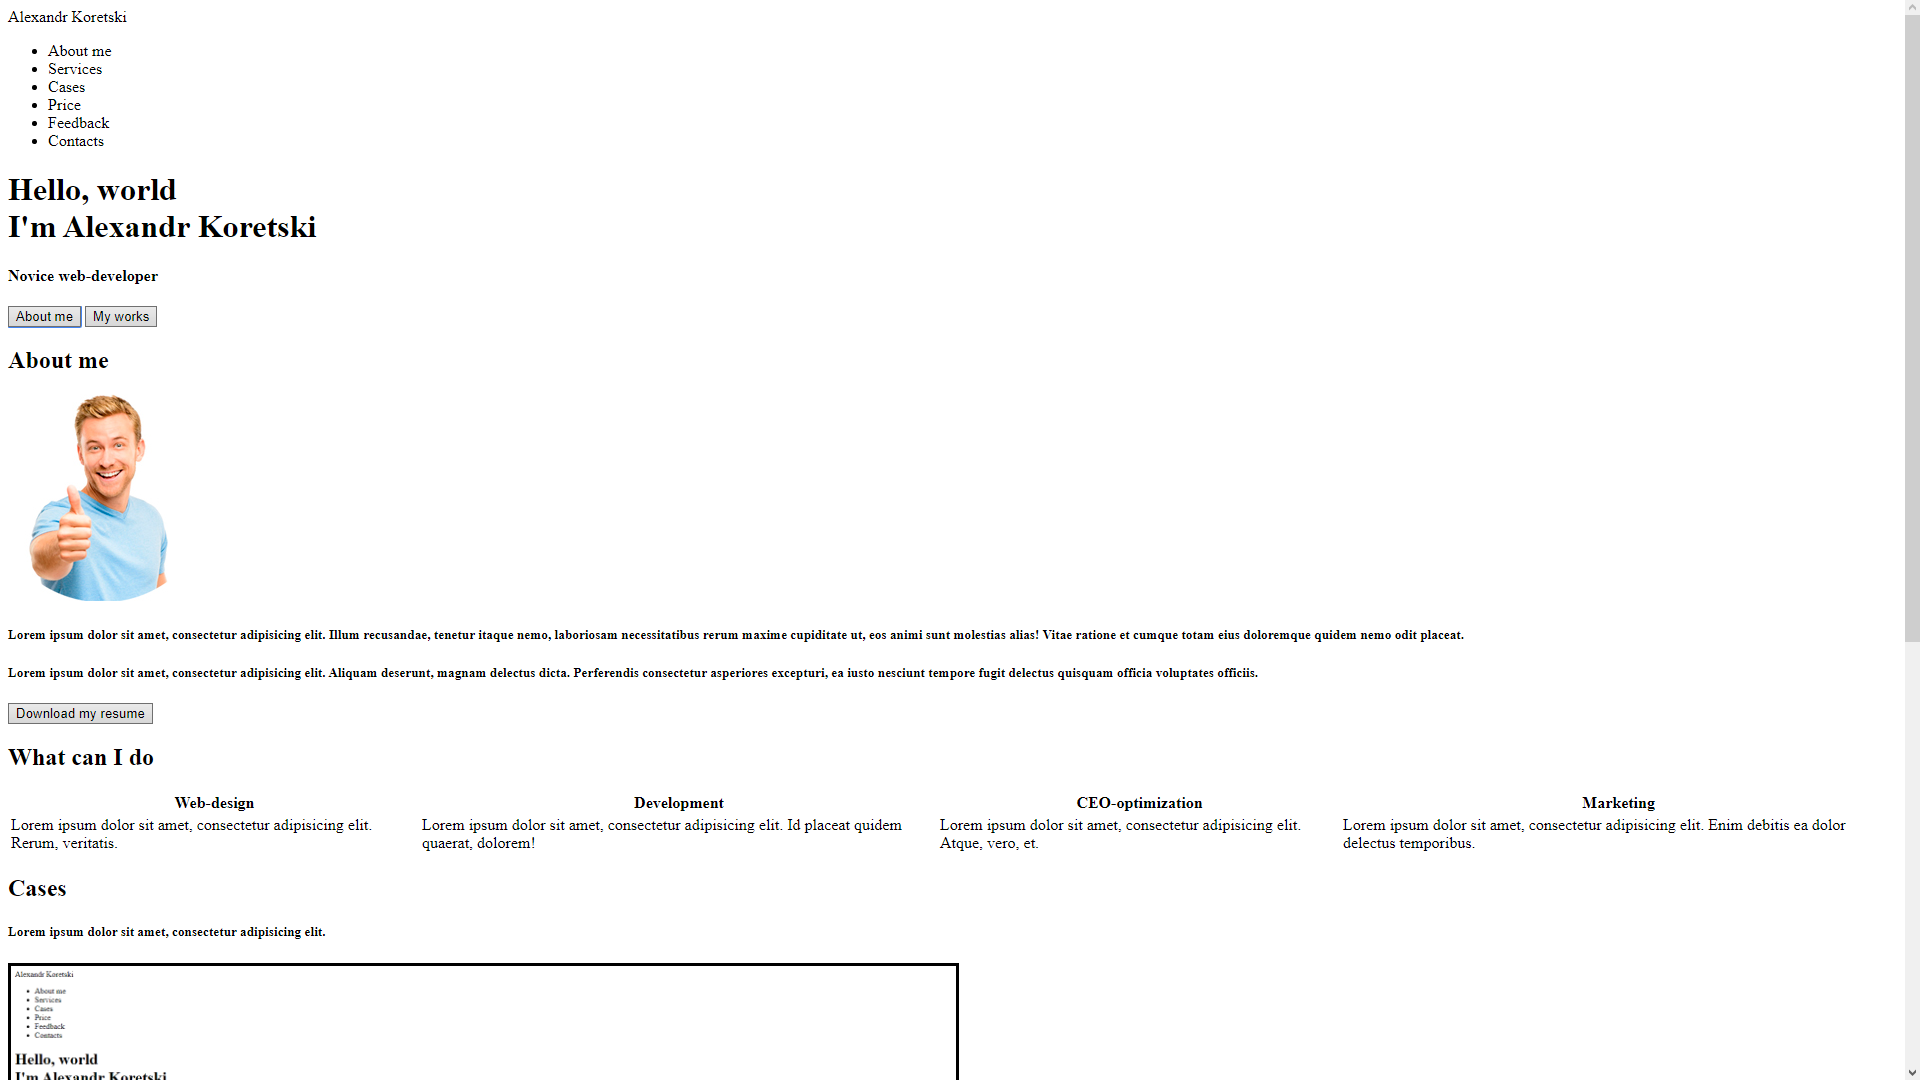 Alexandr Koretski
About me
Services
Cases
Price
Feedback
Contacts
Hello, world
I'm Alexandr Koretski
Novice web-developer
About me My works
About me
Lorem ipsum dolor sit amet, consectetur adipisicing elit. Illum recusandae, tenetur itaque nemo, laboriosam necessitatibus rerum maxime cupiditate ut, eos animi sunt molestias alias! Vitae ratione et cumque totam eius doloremque quidem nemo odit placeat.
Lorem ipsum dolor sit amet, consectetur adipisicing elit. Aliquam deserunt, magnam delectus dicta. Perferendis consectetur asperiores excepturi, ea iusto nesciunt tempore fugit delectus quisquam officia voluptates officiis.
Download my resume
What can I do
Web-design
Lorem ipsum dolor sit amet, consectetur adipisicing elit.
Rerum, veritatis.
Development
Lorem ipsum dolor sit amet, consectetur adipisicing elit. Id placeat quidem
quaerat, dolorem!
CEO-optimization
Lorem ipsum dolor sit amet, consectetur adipisicing elit.
Atque, vero, et.
Marketing
Lorem ipsum dolor sit amet, consectetur adipisicing elit. Enim debitis ea dolor
delectus temporibus.
Cases
Lorem ipsum dolor sit amet, consectetur adipisicing elit.
Alexandr Koretski
About me
Services
Cases
Price
Feedback
Contacts
Hello, world
I'm Alexandr Koretski